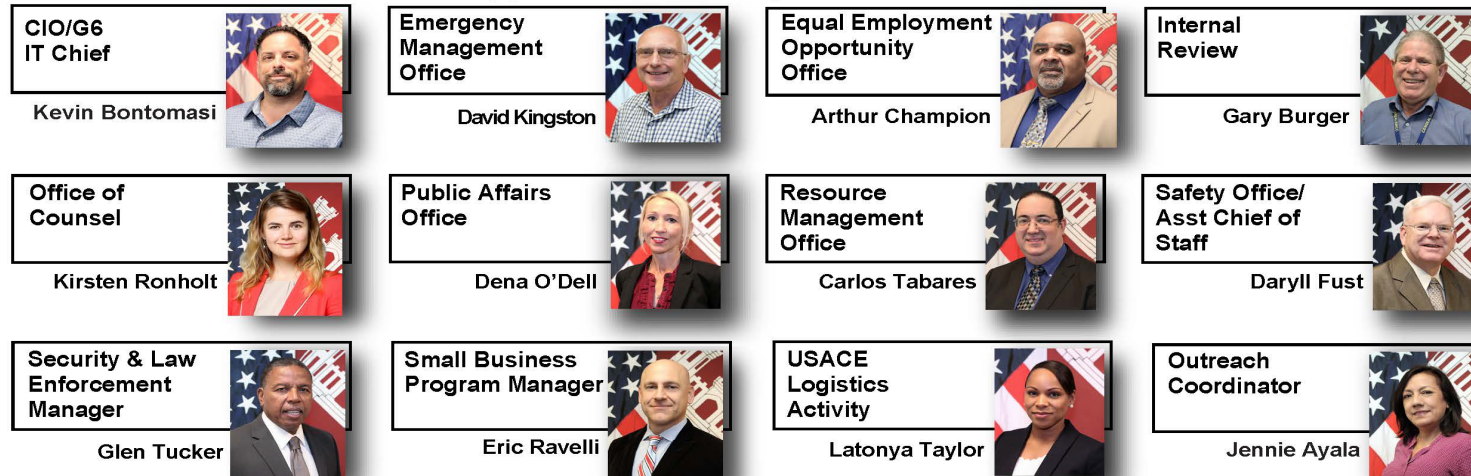 CIO/G6
IT Chief
Kevin Bontomasi
Emergency
Management
Office
David Kingston
Equal Employment
Opportunity
Office
Arthur Champion
Internal
Review
Gary Burger
Office of
Counsel
Kirsten Ronholt
Public Affairs
Office
Dena O'Dell
Resource
Management
Office
Carlos Tabares
Safety Office/
Asst Chief of
Staff
Daryll Fust
Security & Law
Enforcement
Manager
Glen Tucker
Small Business
Program Manager
Eric Ravelli
USACE
Logistics
Activity
Latonya Taylor
Outreach
Coordinator
Jennie Ayala